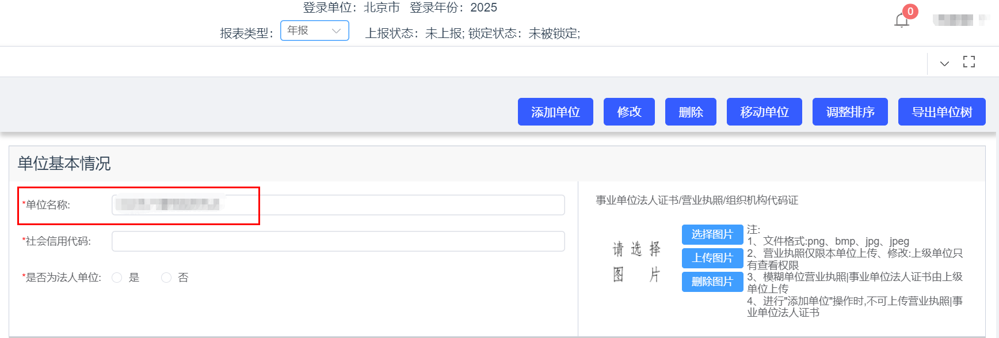 登录单位：北京市 登录年份：2025
0
报表类型： 年报 上报状态：未上报; 锁定状态：未被锁定;
添加单位 修改 删除 移动单位 调整排序 导出单位树
单位基本情况
*单位名称:
*社会信用代码:
*是否为法人单位: 是 否
事业单位法人证书/营业执照/组织机构代码证
请选择
图片
选择图片
上传图片
删除图片
注:
1、文件格式:png、bmp、jpg、jpeg
2、营业执照仅限本单位上传、修改:上级单位只
有查看权限
3、模糊单位营业执照|事业单位法人证书由上级
单位上传
4、进行"添加单位"操作时,不可上传营业执照|事
业单位法人证书